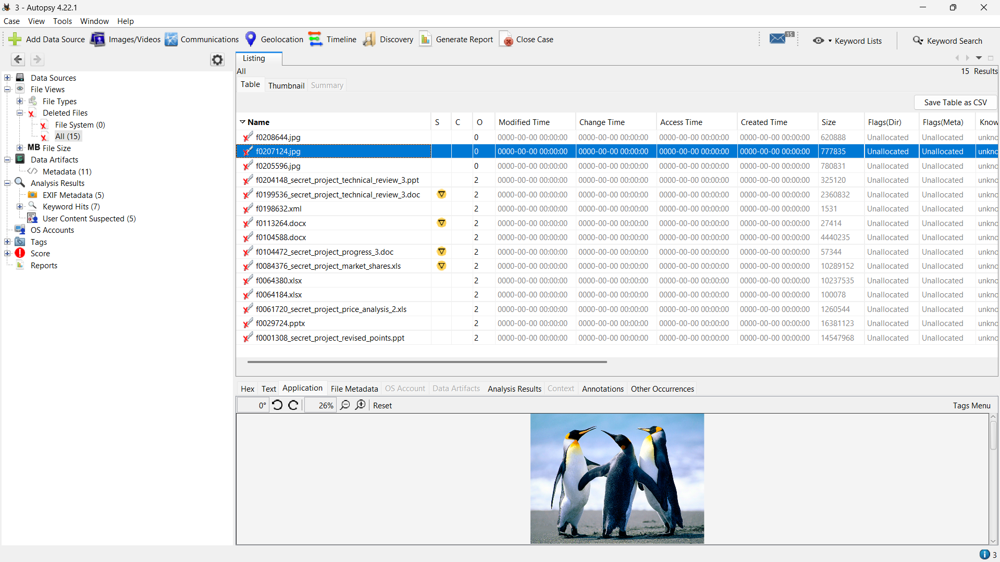 3 - Autopsy 4.22.1
Case View Tools Window Help
Add Data Source Images/Videos Communications Geolocation Timeline Discovery Generate Report Close Case 15 Keyword Lists Keyword Search
Listing
All 15 Results
Table Thumbnail Summary
Save Table as CSV
Data Sources
File Views
File Types
Deleted Files
File System (0)
All (15)
MB File Size
Data Artifacts
Metadata (11)
Analysis Results
EXIF Metadata (5)
Keyword Hits (7)
User Content Suspected (5)
OS Accounts
Tags
Score
Reports
Name S C O Modified Time Change Time Access Time Created Time Size Flags(Dir) Flags(Meta) Know
f0208644.jpg 0 0000-00-00 00:00:00 0000-00-00 00:00:00 0000-00-00 00:00:00 0000-00-00 00:00:00 620888 Unallocated Unallocated unkno
f0207124.jpg 0 0000-00-00 00:00:00 0000-00-00 00:00:00 0000-00-00 00:00:00 0000-00-00 00:00:00 777835 Unallocated Unallocated unkno
f0205596.jpg 0 0000-00-00 00:00:00 0000-00-00 00:00:00 0000-00-00 00:00:00 0000-00-00 00:00:00 780831 Unallocated Unallocated unkno
f0204148_secret_project_technical_review_3.ppt 2 0000-00-00 00:00:00 0000-00-00 00:00:00 0000-00-00 00:00:00 0000-00-00 00:00:00 325120 Unallocated Unallocated unkno
f0199536_secret_project_technical_review_3.doc 2 0000-00-00 00:00:00 0000-00-00 00:00:00 0000-00-00 00:00:00 0000-00-00 00:00:00 2360832 Unallocated Unallocated unkno
f0198632.xml 2 0000-00-00 00:00:00 0000-00-00 00:00:00 0000-00-00 00:00:00 0000-00-00 00:00:00 1531 Unallocated Unallocated unkno
f0113264.docx 2 0000-00-00 00:00:00 0000-00-00 00:00:00 0000-00-00 00:00:00 0000-00-00 00:00:00 27414 Unallocated Unallocated unkno
f0104588.docx 2 0000-00-00 00:00:00 0000-00-00 00:00:00 0000-00-00 00:00:00 0000-00-00 00:00:00 4440235 Unallocated Unallocated unkno
f0104472_secret_project_progress_3.doc 2 0000-00-00 00:00:00 0000-00-00 00:00:00 0000-00-00 00:00:00 0000-00-00 00:00:00 57344 Unallocated Unallocated unkno
f0084376_secret_project_market_shares.xls 2 0000-00-00 00:00:00 0000-00-00 00:00:00 0000-00-00 00:00:00 0000-00-00 00:00:00 10289152 Unallocated Unallocated unkno
f0064380.xlsx 2 0000-00-00 00:00:00 0000-00-00 00:00:00 0000-00-00 00:00:00 0000-00-00 00:00:00 10237535 Unallocated Unallocated unkno
f0064184.xlsx 2 0000-00-00 00:00:00 0000-00-00 00:00:00 0000-00-00 00:00:00 0000-00-00 00:00:00 100078 Unallocated Unallocated unkno
f0061720_secret_project_price_analysis_2.xls 2 0000-00-00 00:00:00 0000-00-00 00:00:00 0000-00-00 00:00:00 0000-00-00 00:00:00 1260544 Unallocated Unallocated unkno
f0029724.pptx 2 0000-00-00 00:00:00 0000-00-00 00:00:00 0000-00-00 00:00:00 0000-00-00 00:00:00 16381123 Unallocated Unallocated unkno
f0001308_secret_project_revised_points.ppt 2 0000-00-00 00:00:00 0000-00-00 00:00:00 0000-00-00 00:00:00 0000-00-00 00:00:00 14547968 Unallocated Unallocated unkno
Hex Text Application File Metadata OS Account Data Artifacts Analysis Results Context Annotations Other Occurrences
0° 26% Reset Tags Menu
3